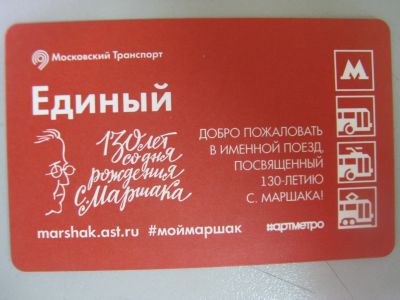 Московский Транспорт
М
Единый
130 лет
со дня
рождения
С. Маршака
ДОБРО ПОЖАЛОВАТЬ
В ИМЕННОЙ ПОЕЗД,
ПОСВЯЩЕННЫЙ
130-ЛЕТИЮ
С. МАРШАКА!
marshak.ast.ru #моймаршак
#артметро